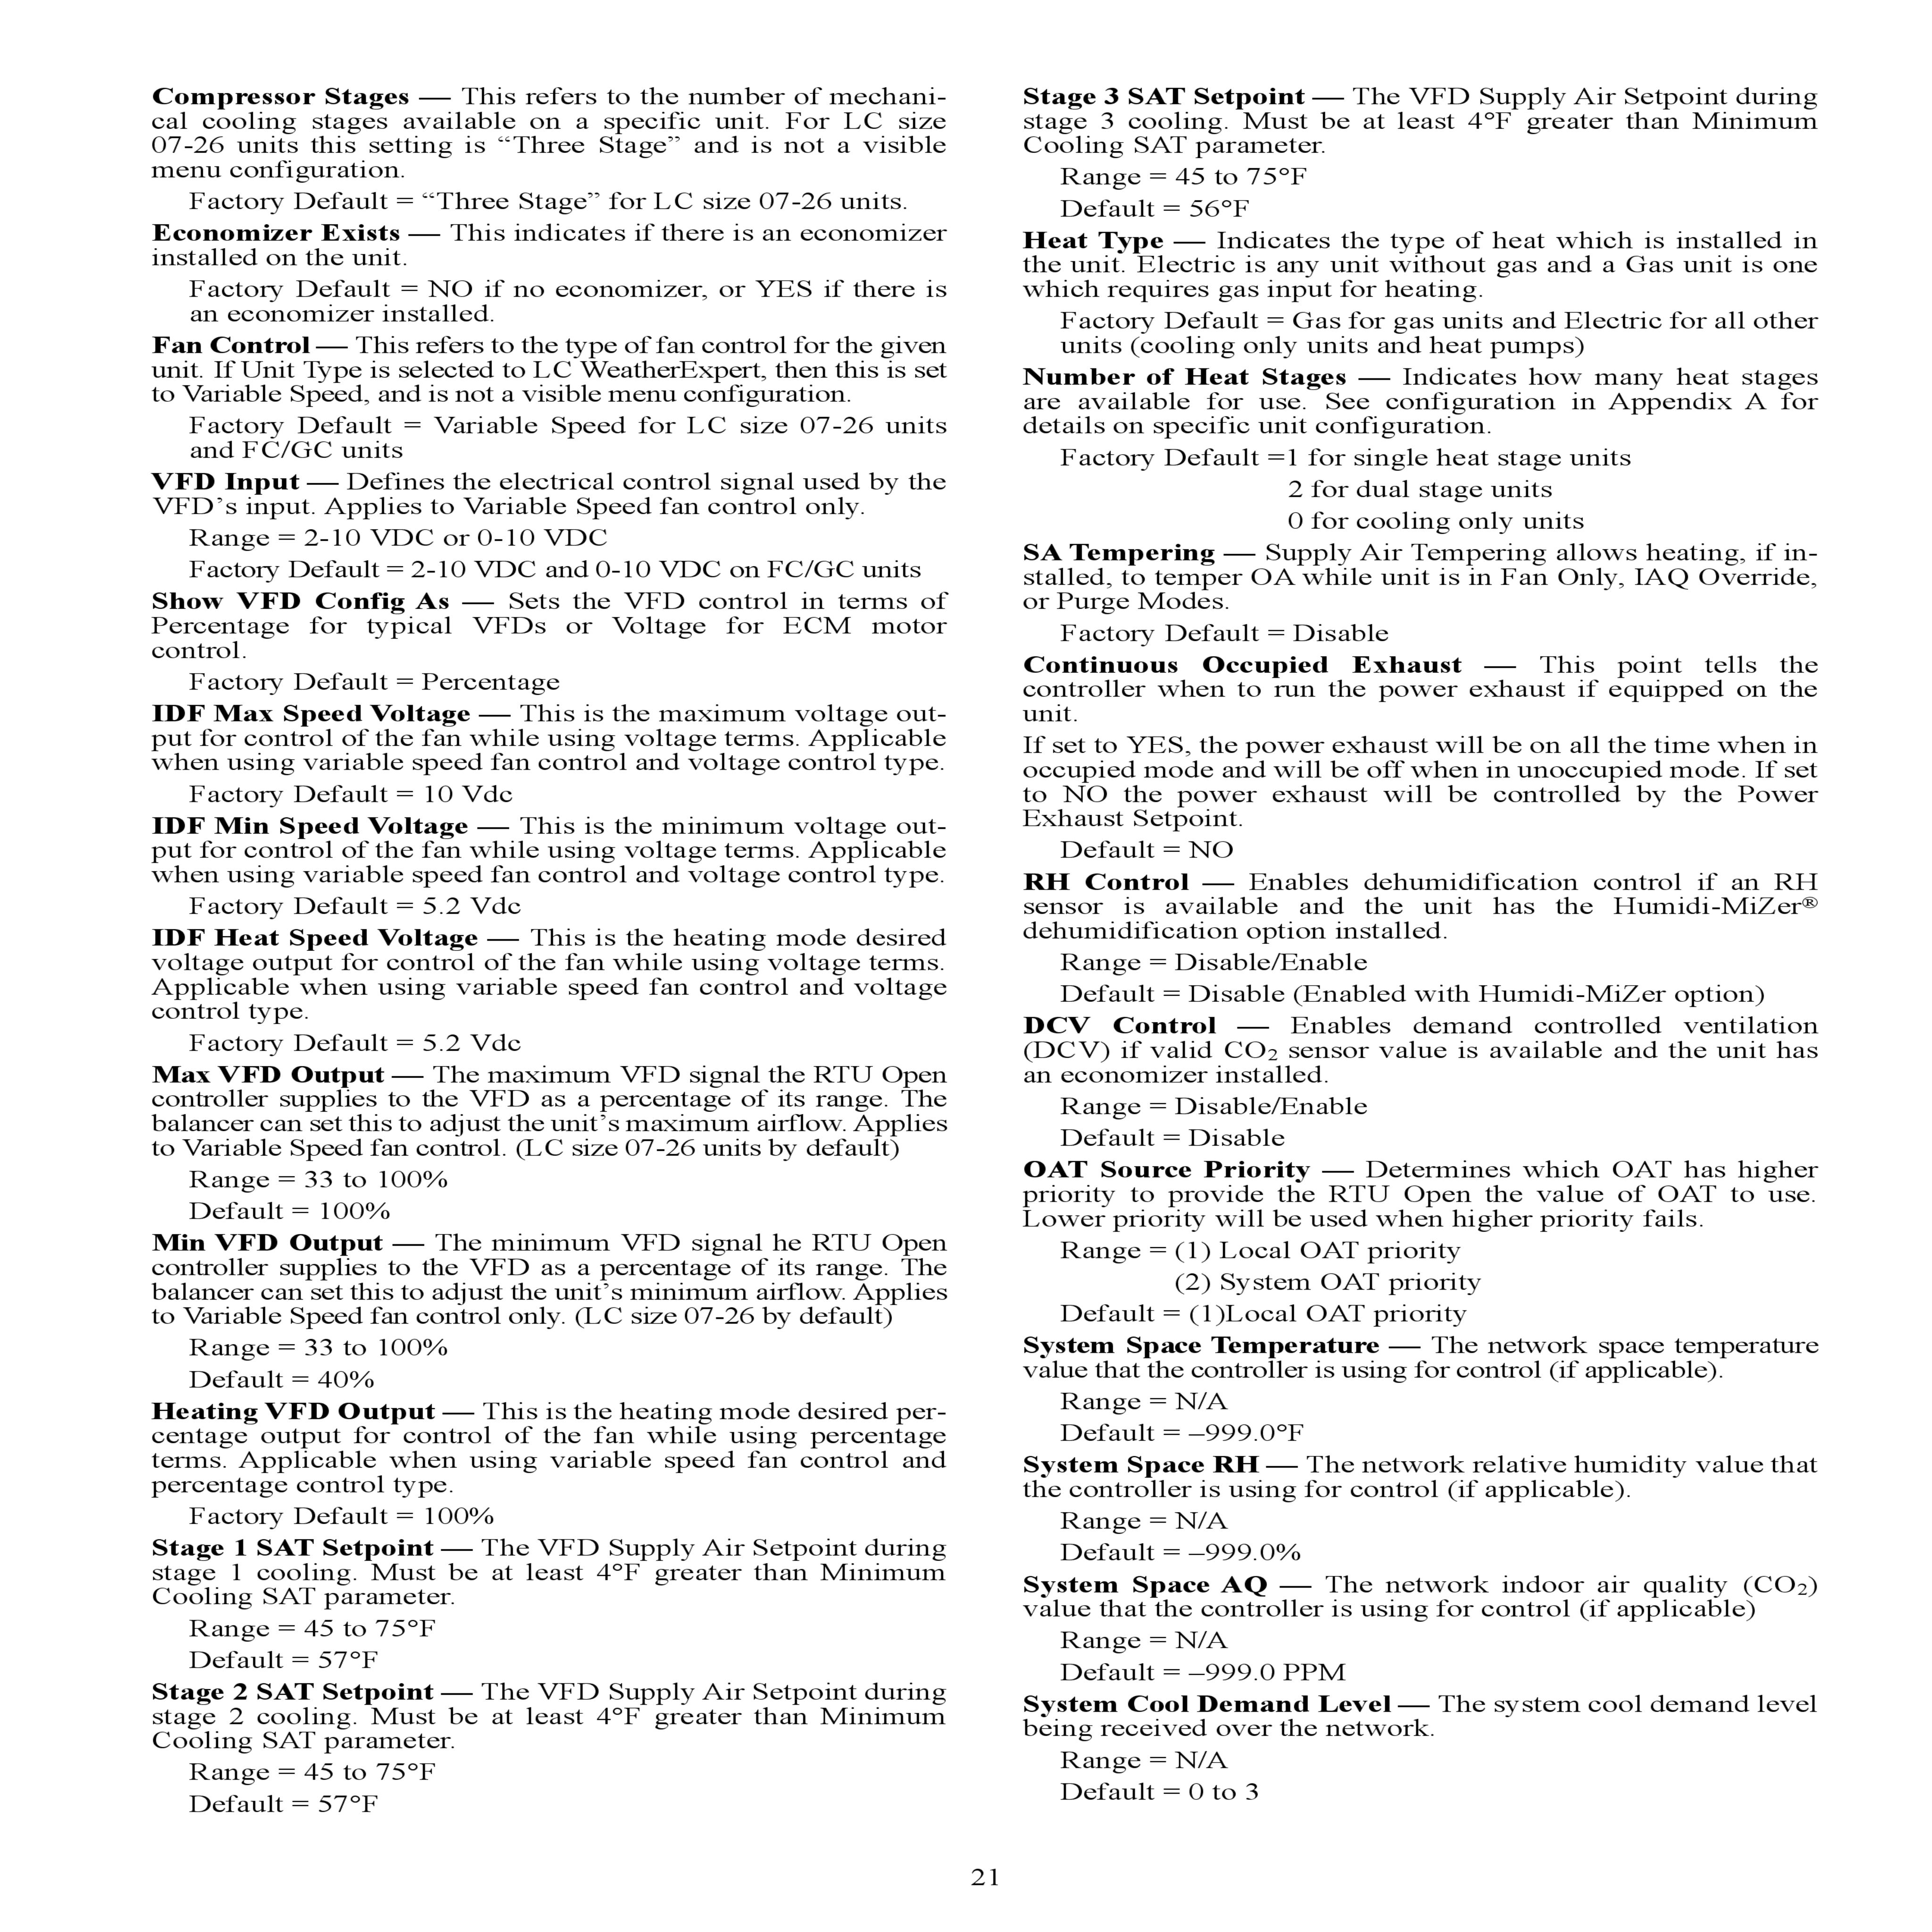 Compressor Stages — This refers to the number of mechani-
cal cooling stages available on a specific unit. For LC size
07-26 units this setting is “Three Stage” and is not a visible
menu configuration.
Factory Default = “Three Stage” for LC size 07-26 units.
Economizer Exists — This indicates if there is an economizer
installed on the unit.
Factory Default = NO if no economizer, or YES if there is
an economizer installed.
Fan Control — This refers to the type of fan control for the given
unit. If Unit Type is selected to LC WeatherExpert, then this is set
to Variable Speed, and is not a visible menu configuration.
Factory Default = Variable Speed for LC size 07-26 units
and FC/GC units
VFD Input — Defines the electrical control signal used by the
VFD’s input. Applies to Variable Speed fan control only.
Range = 2-10 VDC or 0-10 VDC
Factory Default = 2-10 VDC and 0-10 VDC on FC/GC units
Show VFD Config As — Sets the VFD control in terms of
Percentage for typical VFDs or Voltage for ECM motor
control.
Factory Default = Percentage
IDF Max Speed Voltage — This is the maximum voltage out-
put for control of the fan while using voltage terms. Applicable
when using variable speed fan control and voltage control type.
Factory Default = 10 Vdc
IDF Min Speed Voltage — This is the minimum voltage out-
put for control of the fan while using voltage terms. Applicable
when using variable speed fan control and voltage control type.
Factory Default = 5.2 Vdc
IDF Heat Speed Voltage — This is the heating mode desired
voltage output for control of the fan while using voltage terms.
Applicable when using variable speed fan control and voltage
control type.
Factory Default = 5.2 Vdc
Max VFD Output — The maximum VFD signal the RTU Open
controller supplies to the VFD as a percentage of its range. The
balancer can set this to adjust the unit’s maximum airflow. Applies
to Variable Speed fan control. (LC size 07-26 units by default)
Range = 33 to 100%
Default = 100%
Min VFD Output — The minimum VFD signal he RTU Open
controller supplies to the VFD as a percentage of its range. The
balancer can set this to adjust the unit’s minimum airflow. Applies
to Variable Speed fan control only. (LC size 07-26 by default)
Range = 33 to 100%
Default = 40%
Heating VFD Output — This is the heating mode desired per-
centage output for control of the fan while using percentage
terms. Applicable when using variable speed fan control and
percentage control type.
Factory Default = 100%
Stage 1 SAT Setpoint — The VFD Supply Air Setpoint during
stage 1 cooling. Must be at least 4°F greater than Minimum
Cooling SAT parameter.
Range = 45 to 75°F
Default = 57°F
Stage 2 SAT Setpoint — The VFD Supply Air Setpoint during
stage 2 cooling. Must be at least 4°F greater than Minimum
Cooling SAT parameter.
Range = 45 to 75°F
Default = 57°F
Stage 3 SAT Setpoint — The VFD Supply Air Setpoint during
stage 3 cooling. Must be at least 4°F greater than Minimum
Cooling SAT parameter.
Range = 45 to 75°F
Default = 56°F
Heat Type — Indicates the type of heat which is installed in
the unit. Electric is any unit without gas and a Gas unit is one
which requires gas input for heating.
Factory Default = Gas for gas units and Electric for all other
units (cooling only units and heat pumps)
Number of Heat Stages — Indicates how many heat stages
are available for use. See configuration in Appendix A for
details on specific unit configuration.
Factory Default =1 for single heat stage units
2 for dual stage units
0 for cooling only units
SA Tempering — Supply Air Tempering allows heating, if in-
stalled, to temper OA while unit is in Fan Only, IAQ Override,
or Purge Modes.
Factory Default = Disable
Continuous Occupied Exhaust — This point tells the
controller when to run the power exhaust if equipped on the
unit.
If set to YES, the power exhaust will be on all the time when in
occupied mode and will be off when in unoccupied mode. If set
to NO the power exhaust will be controlled by the Power
Exhaust Setpoint.
Default = NO
RH Control — Enables dehumidification control if an RH
sensor is available and the unit has the Humidi-MiZer®
dehumidification option installed.
Range = Disable/Enable
Default = Disable (Enabled with Humidi-MiZer option)
DCV Control — Enables demand controlled ventilation
(DCV) if valid CO₂ sensor value is available and the unit has
an economizer installed.
Range = Disable/Enable
Default = Disable
OAT Source Priority — Determines which OAT has higher
priority to provide the RTU Open the value of OAT to use.
Lower priority will be used when higher priority fails.
Range = (1) Local OAT priority
(2) System OAT priority
Default = (1)Local OAT priority
System Space Temperature — The network space temperature
value that the controller is using for control (if applicable).
Range = N/A
Default = –999.0°F
System Space RH — The network relative humidity value that
the controller is using for control (if applicable).
Range = N/A
Default = –999.0%
System Space AQ — The network indoor air quality (CO₂)
value that the controller is using for control (if applicable)
Range = N/A
Default = –999.0 PPM
System Cool Demand Level — The system cool demand level
being received over the network.
Range = N/A
Default = 0 to 3
21